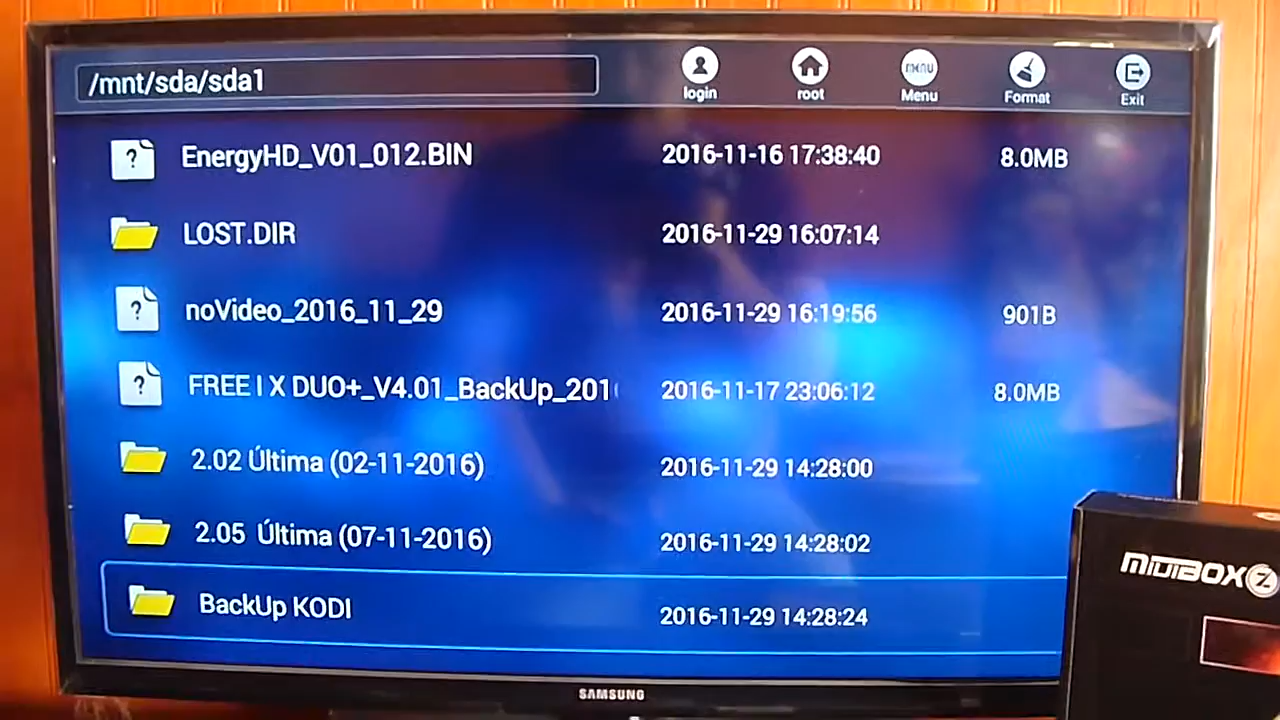 /mnt/sda/sda1
login
root
MENU
Menu
Format
Exit
EnergyHD_V01_012.BIN 2016-11-16 17:38:40 8.0MB
LOST.DIR 2016-11-29 16:07:14
noVideo_2016_11_29 2016-11-29 16:19:56 901B
FREE I X DUO+_V4.01_BackUp_201 2016-11-17 23:06:12 8.0MB
2.02 Última (02-11-2016) 2016-11-29 14:28:00
2.05 Última (07-11-2016) 2016-11-29 14:28:02
BackUp KODI 2016-11-29 14:28:24
MIDIBOX Z
SAMSUNG